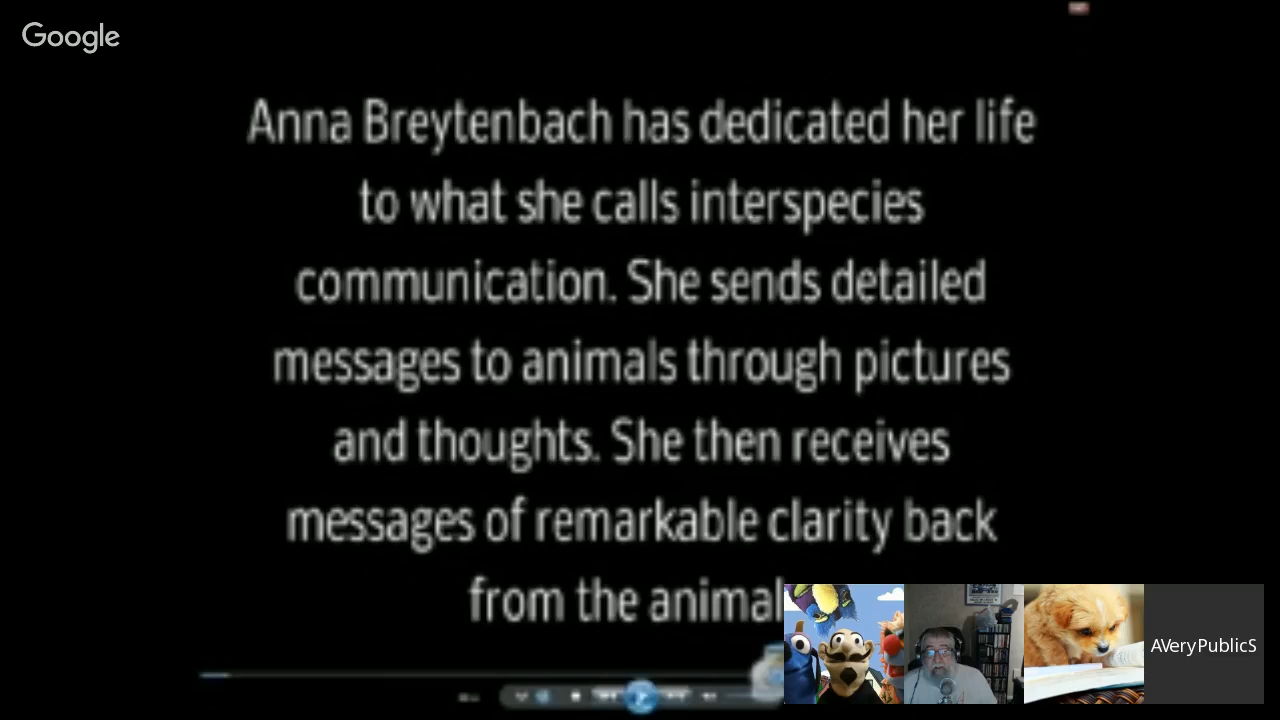 Google
Anna Breytenbach has dedicated her life
to what she calls interspecies
communication. She sends detailed
messages to animals through pictures
and thoughts. She then receives
messages of remarkable clarity back
from the animal
AVeryPublicS